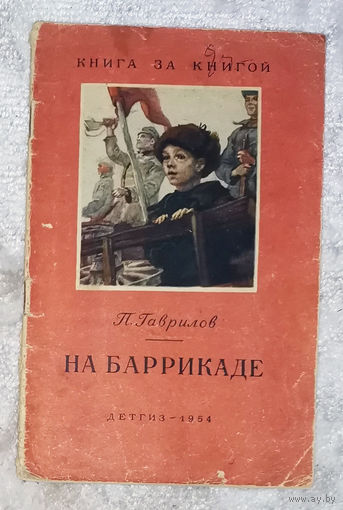 КНИГА ЗА КНИГОЙ
П. Гаврилов
НА БАРРИКАДЕ
ДЕТГИЗ–1954
www.ay.by